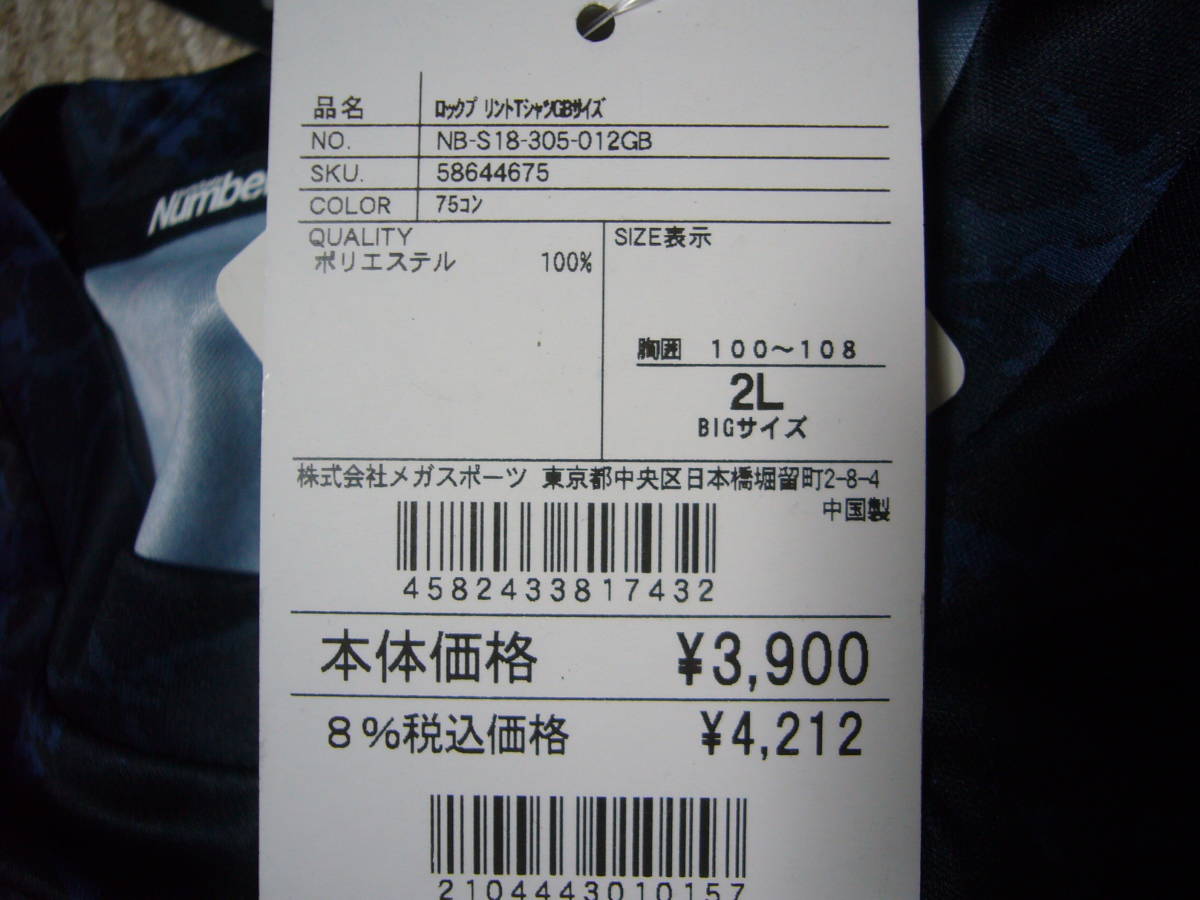 品名 ロックプ リントTシャツGBサイズ
NO. NB-S18-305-012GB
SKU. 58644675
COLOR 75コン
QUALITY
ポリエステル 100%
SIZE表示
胸囲 100～108
2L
BIGサイズ
株式会社メガスポーツ 東京都中央区日本橋堀留町2-8-4
中国製
4582433817432
本体価格 ¥3,900
8%税込価格 ¥4,212
2104443010157
Number